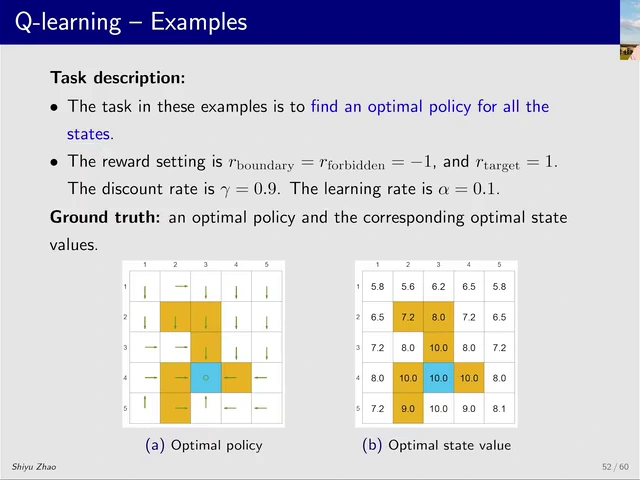 Q-learning – Examples
Task description:
• The task in these examples is to find an optimal policy for all the
states.
• The reward setting is r_boundary = r_forbidden = −1, and r_target = 1.
The discount rate is γ = 0.9. The learning rate is α = 0.1.
Ground truth: an optimal policy and the corresponding optimal state
values.
1 2 3 4 5
1
2
3
4
5
1 2 3 4 5
1 5.8 5.6 6.2 6.5 5.8
2 6.5 7.2 8.0 7.2 6.5
3 7.2 8.0 10.0 8.0 7.2
4 8.0 10.0 10.0 10.0 8.0
5 7.2 9.0 10.0 9.0 8.1
(a) Optimal policy
(b) Optimal state value
Shiyu Zhao
52 / 60